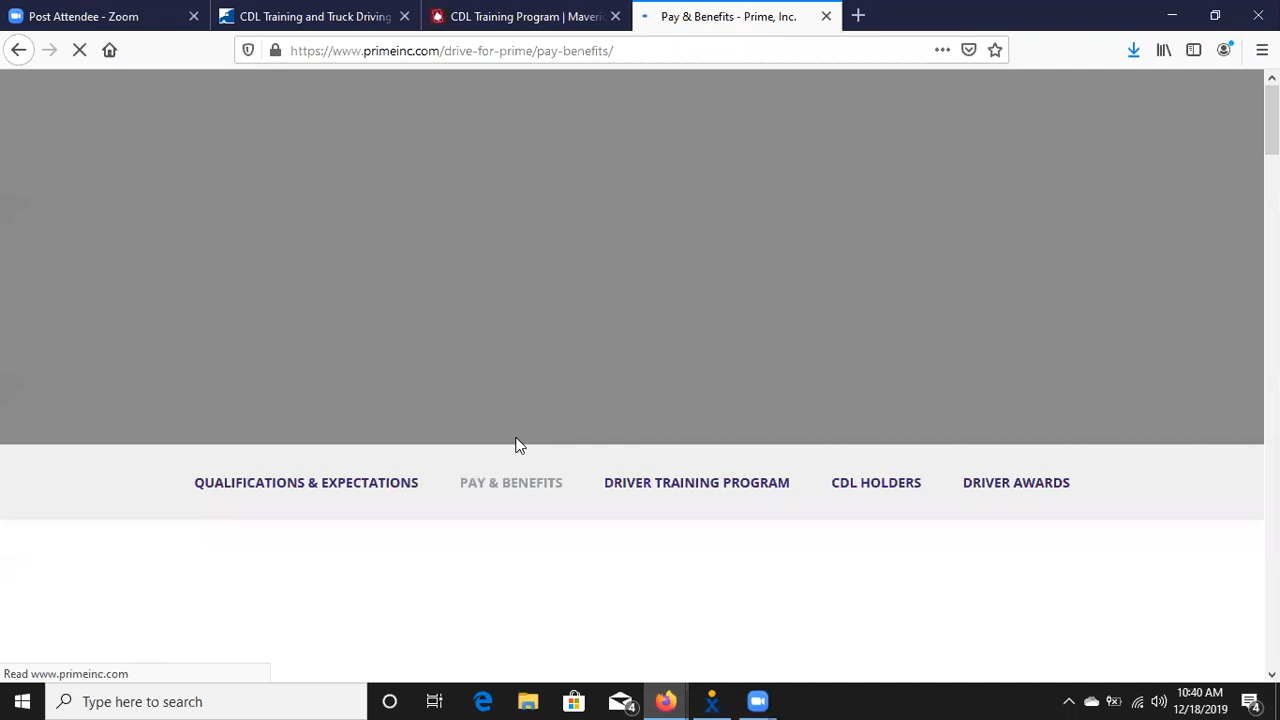 Post Attendee - Zoom
CDL Training and Truck Driving
CDL Training Program | Maveri
Pay & Benefits - Prime, Inc.
https://www.primeinc.com/drive-for-prime/pay-benefits/
QUALIFICATIONS & EXPECTATIONS
PAY & BENEFITS
DRIVER TRAINING PROGRAM
CDL HOLDERS
DRIVER AWARDS
Read www.primeinc.com
Type here to search
4
10:40 AM
12/18/2019
4